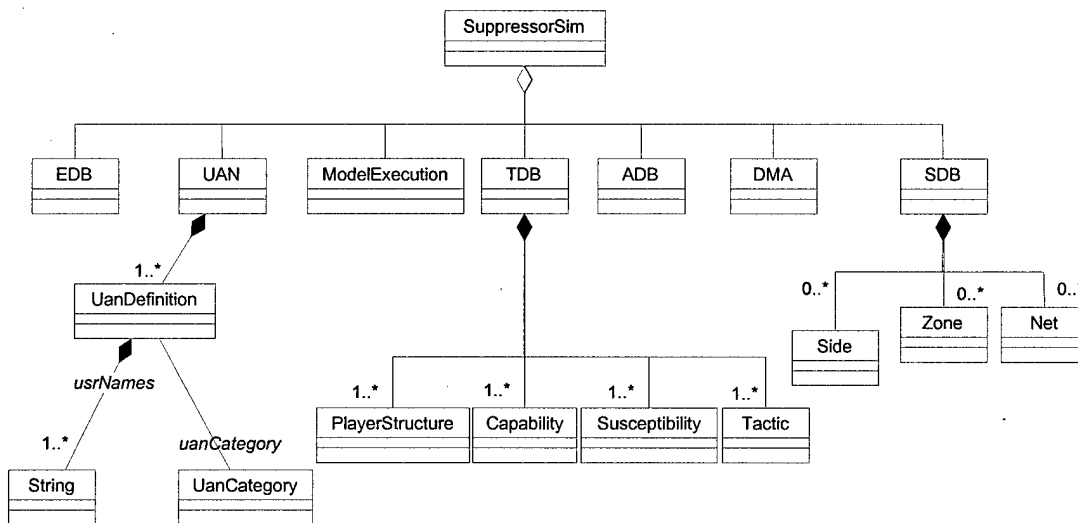 SuppressorSim
EDB
UAN
ModelExecution
TDB
ADB
DMA
SDB
1..*
UanDefinition
0..*
0..*
0..*
Side
Zone
Net
usrNames
1..*
1..*
1..*
1..*
PlayerStructure
Capability
Susceptibility
Tactic
1..*
uanCategory
String
UanCategory